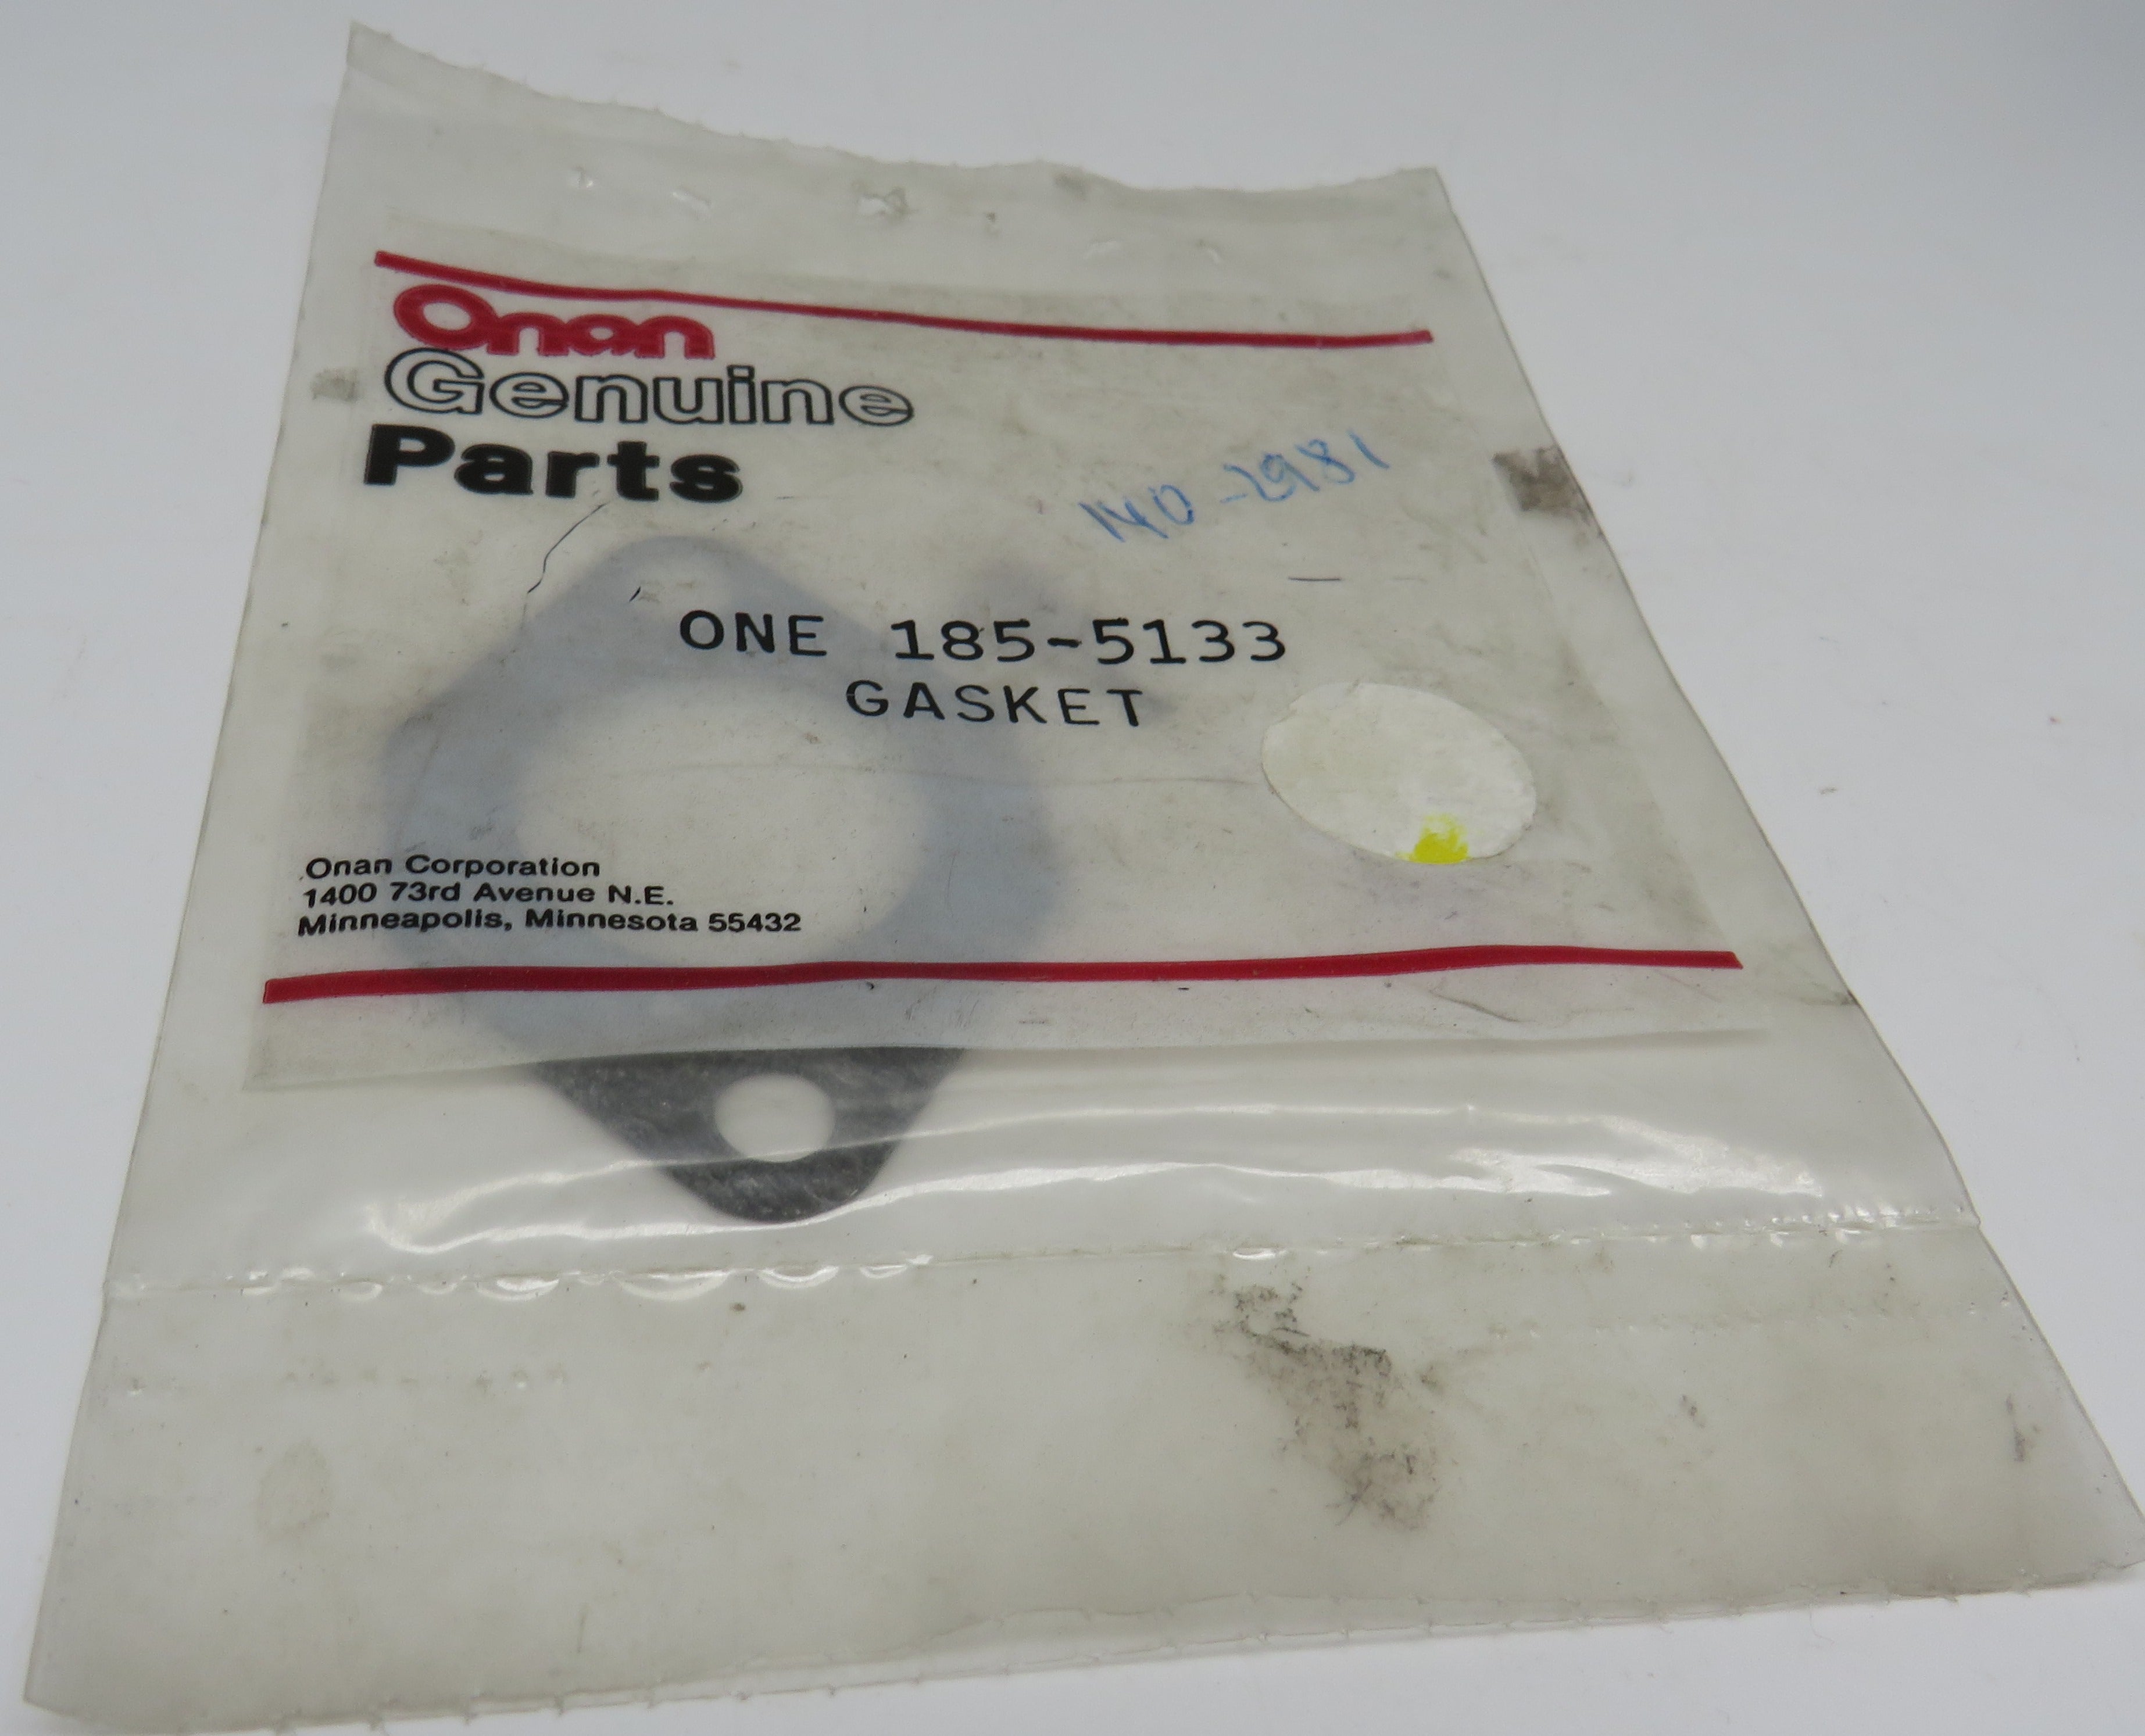 Onan
Genuine
Parts
140-2981
ONE 185-5133
GASKET
Onan Corporation
1400 73rd Avenue N.E.
Minneapolis, Minnesota 55432